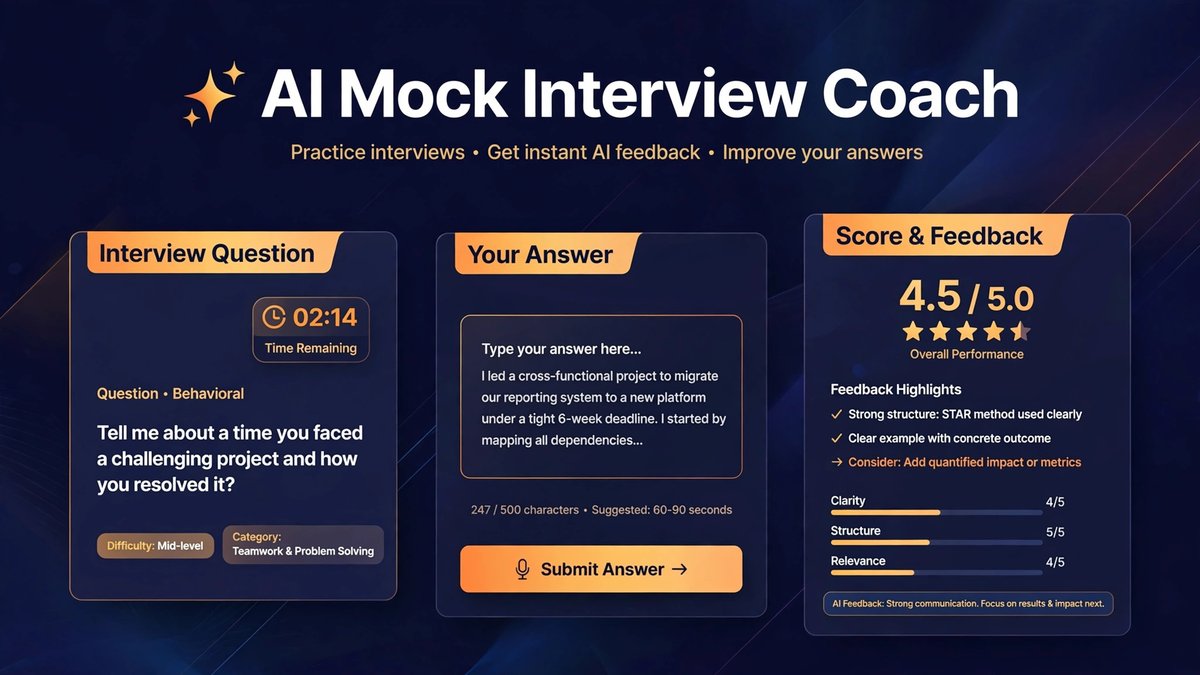 AI Mock Interview Coach
Practice interviews • Get instant AI feedback • Improve your answers
Interview Question
02:14
Time Remaining
Question • Behavioral
Tell me about a time you faced
a challenging project and how
you resolved it?
Difficulty: Mid-level
Category:
Teamwork & Problem Solving
Your Answer
Type your answer here...
I led a cross-functional project to migrate
our reporting system to a new platform
under a tight 6-week deadline. I started by
mapping all dependencies...
247 / 500 characters • Suggested: 60-90 seconds
Submit Answer →
Score & Feedback
4.5 / 5.0
Overall Performance
Feedback Highlights
✓ Strong structure: STAR method used clearly
✓ Clear example with concrete outcome
→ Consider: Add quantified impact or metrics
Clarity 4/5
Structure 5/5
Relevance 4/5
AI Feedback: Strong communication. Focus on results & impact next.